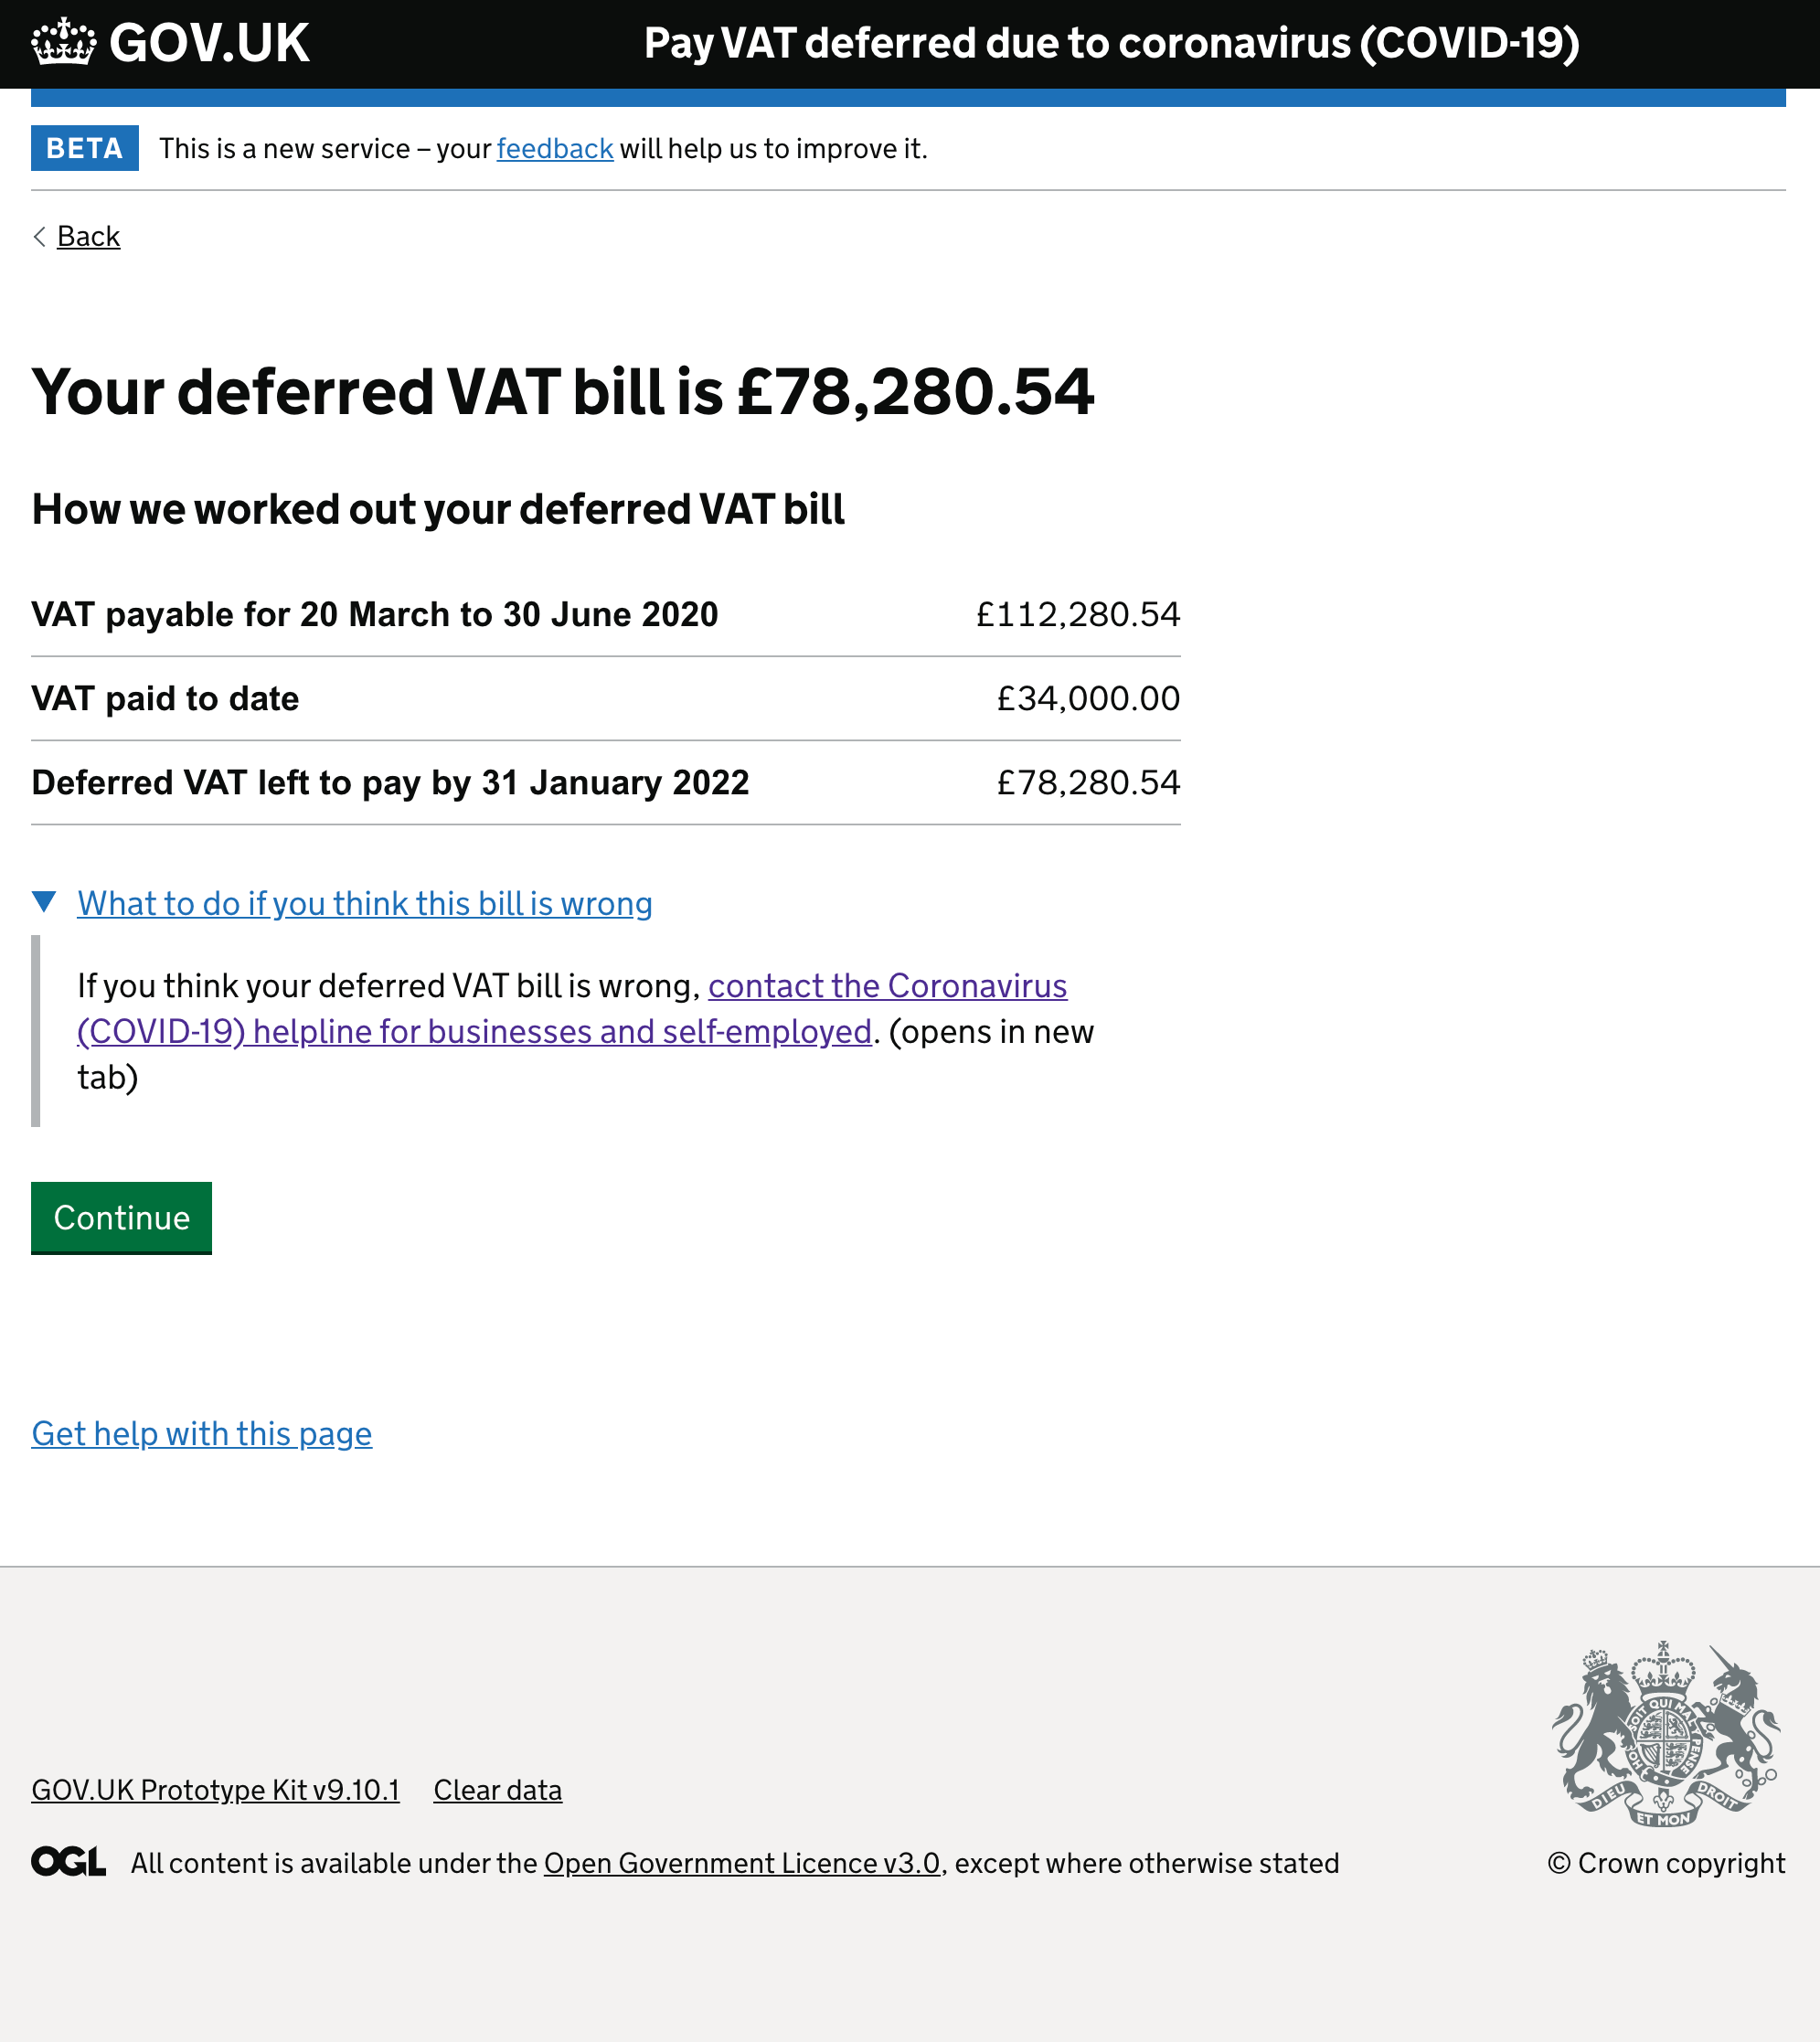 GOV.UK
Pay VAT deferred due to coronavirus (COVID-19)
BETA This is a new service – your feedback will help us to improve it.
Back
Your deferred VAT bill is £78,280.54
How we worked out your deferred VAT bill
VAT payable for 20 March to 30 June 2020 £112,280.54
VAT paid to date £34,000.00
Deferred VAT left to pay by 31 January 2022 £78,280.54
What to do if you think this bill is wrong
If you think your deferred VAT bill is wrong, contact the Coronavirus
(COVID-19) helpline for businesses and self-employed. (opens in new
tab)
Continue
Get help with this page
SOIT QUI MAL Y PENSE
HON
DIEU ET MON DROIT
GOV.UK Prototype Kit v9.10.1 Clear data
OGL All content is available under the Open Government Licence v3.0, except where otherwise stated
© Crown copyright